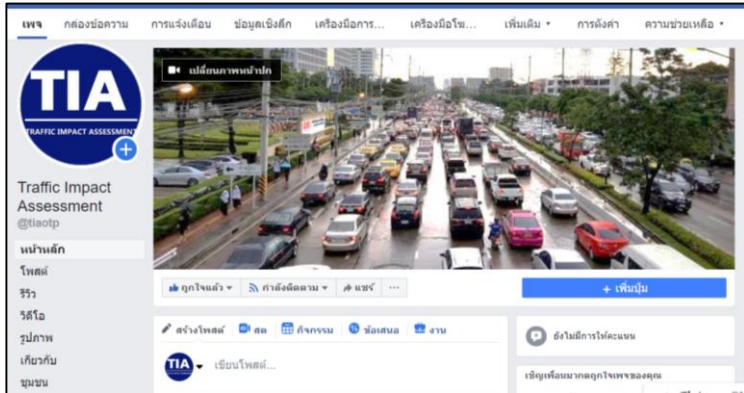 เพจ กล่องข้อความ การแจ้งเตือน ข้อมูลเชิงลึก เครื่องมือการ... เครื่องมือโฆ... เพิ่มเติม การตั้งค่า ความช่วยเหลือ
TIA
TRAFFIC IMPACT ASSESSMENT
เปลี่ยนภาพหน้าปก
Traffic Impact
Assessment
@tiaotp
หน้าหลัก
โพสต์
รีวิว
วิดีโอ
รูปภาพ
เกี่ยวกับ
ชุมชน
ถูกใจแล้ว กำลังติดตาม แชร์ ...
+ เพิ่มปุ่ม
สร้างโพสต์ สด กิจกรรม ข้อเสนอ งาน
TIA เขียนโพสต์...
ยังไม่มีการให้คะแนน
เชิญเพื่อนมากดถูกใจเพจของคุณ